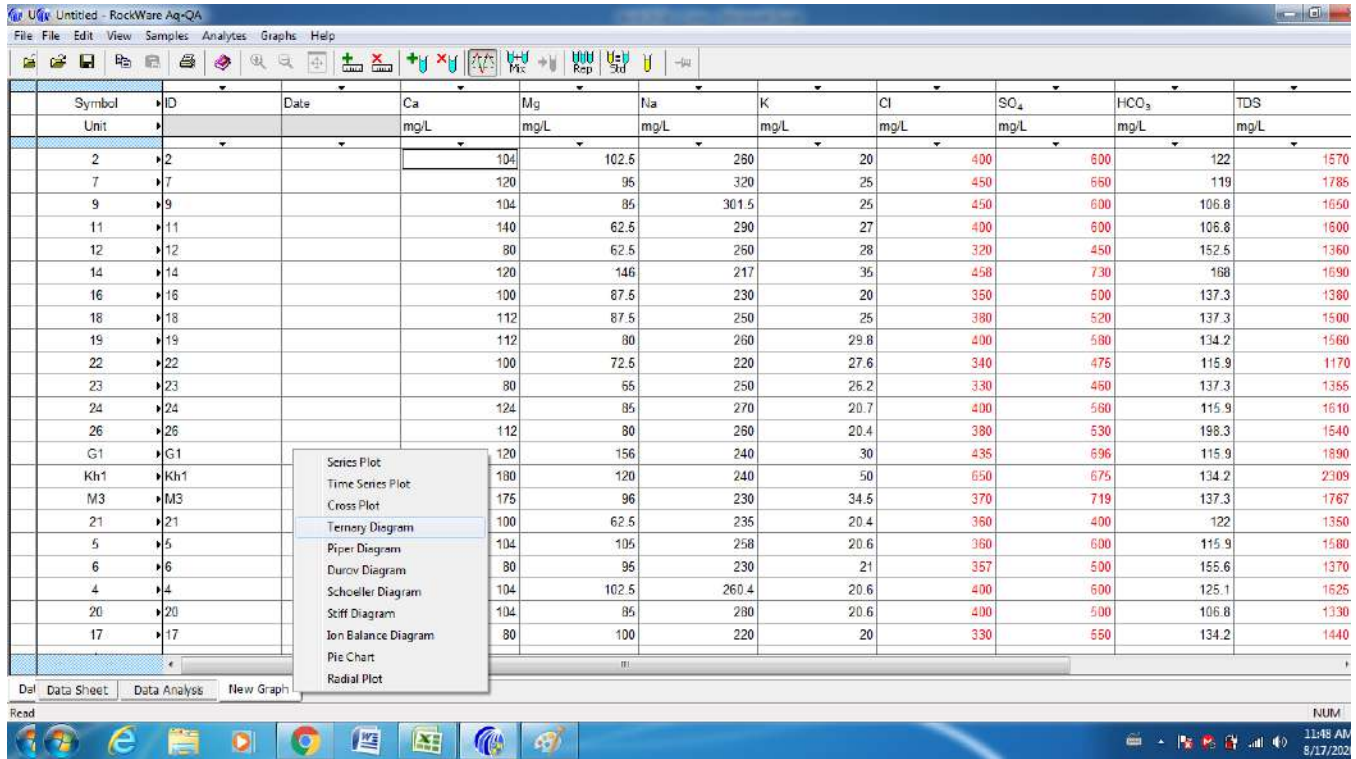 Untitled - RockWare Aq-QA
File File Edit View Samples Analytes Graphs Help
Mix Rep Std
Symbol ID Date Ca Mg Na K Cl SO₄ HCO₃ TDS
Unit mg/L mg/L mg/L mg/L mg/L mg/L mg/L mg/L
2 2 104 102.5 260 20 400 600 122 1570
7 7 120 95 320 25 450 660 119 1785
9 9 104 85 301.5 25 450 600 106.8 1650
11 11 140 62.5 290 27 400 600 106.8 1600
12 12 80 62.5 260 28 320 450 152.5 1360
14 14 120 146 217 35 458 730 168 1690
16 16 100 87.5 230 20 350 500 137.3 1380
18 18 112 87.5 250 25 380 520 137.3 1500
19 19 112 80 260 29.8 400 580 134.2 1560
22 22 100 72.5 220 27.6 340 475 115.9 1170
23 23 80 65 250 26.2 330 460 137.3 1355
24 24 124 85 270 20.7 400 560 115.9 1610
26 26 112 80 260 20.4 380 530 198.3 1540
G1 G1 120 156 240 30 435 696 115.9 1890
Kh1 Kh1 180 120 240 50 650 675 134.2 2309
M3 M3 175 96 230 34.5 370 719 137.3 1767
21 21 100 62.5 235 20.4 360 400 122 1350
5 5 104 105 258 20.6 360 600 115.9 1580
6 6 80 95 230 21 357 500 155.6 1370
4 4 104 102.5 260.4 20.6 400 600 125.1 1625
20 20 104 85 280 20.6 400 500 106.8 1330
17 17 80 100 220 20 330 550 134.2 1440
Series Plot
Time Series Plot
Cross Plot
Ternary Diagram
Piper Diagram
Durov Diagram
Schoeller Diagram
Stiff Diagram
Ion Balance Diagram
Pie Chart
Radial Plot
Data Sheet Data Analysis New Graph
Read NUM
11:48 AM